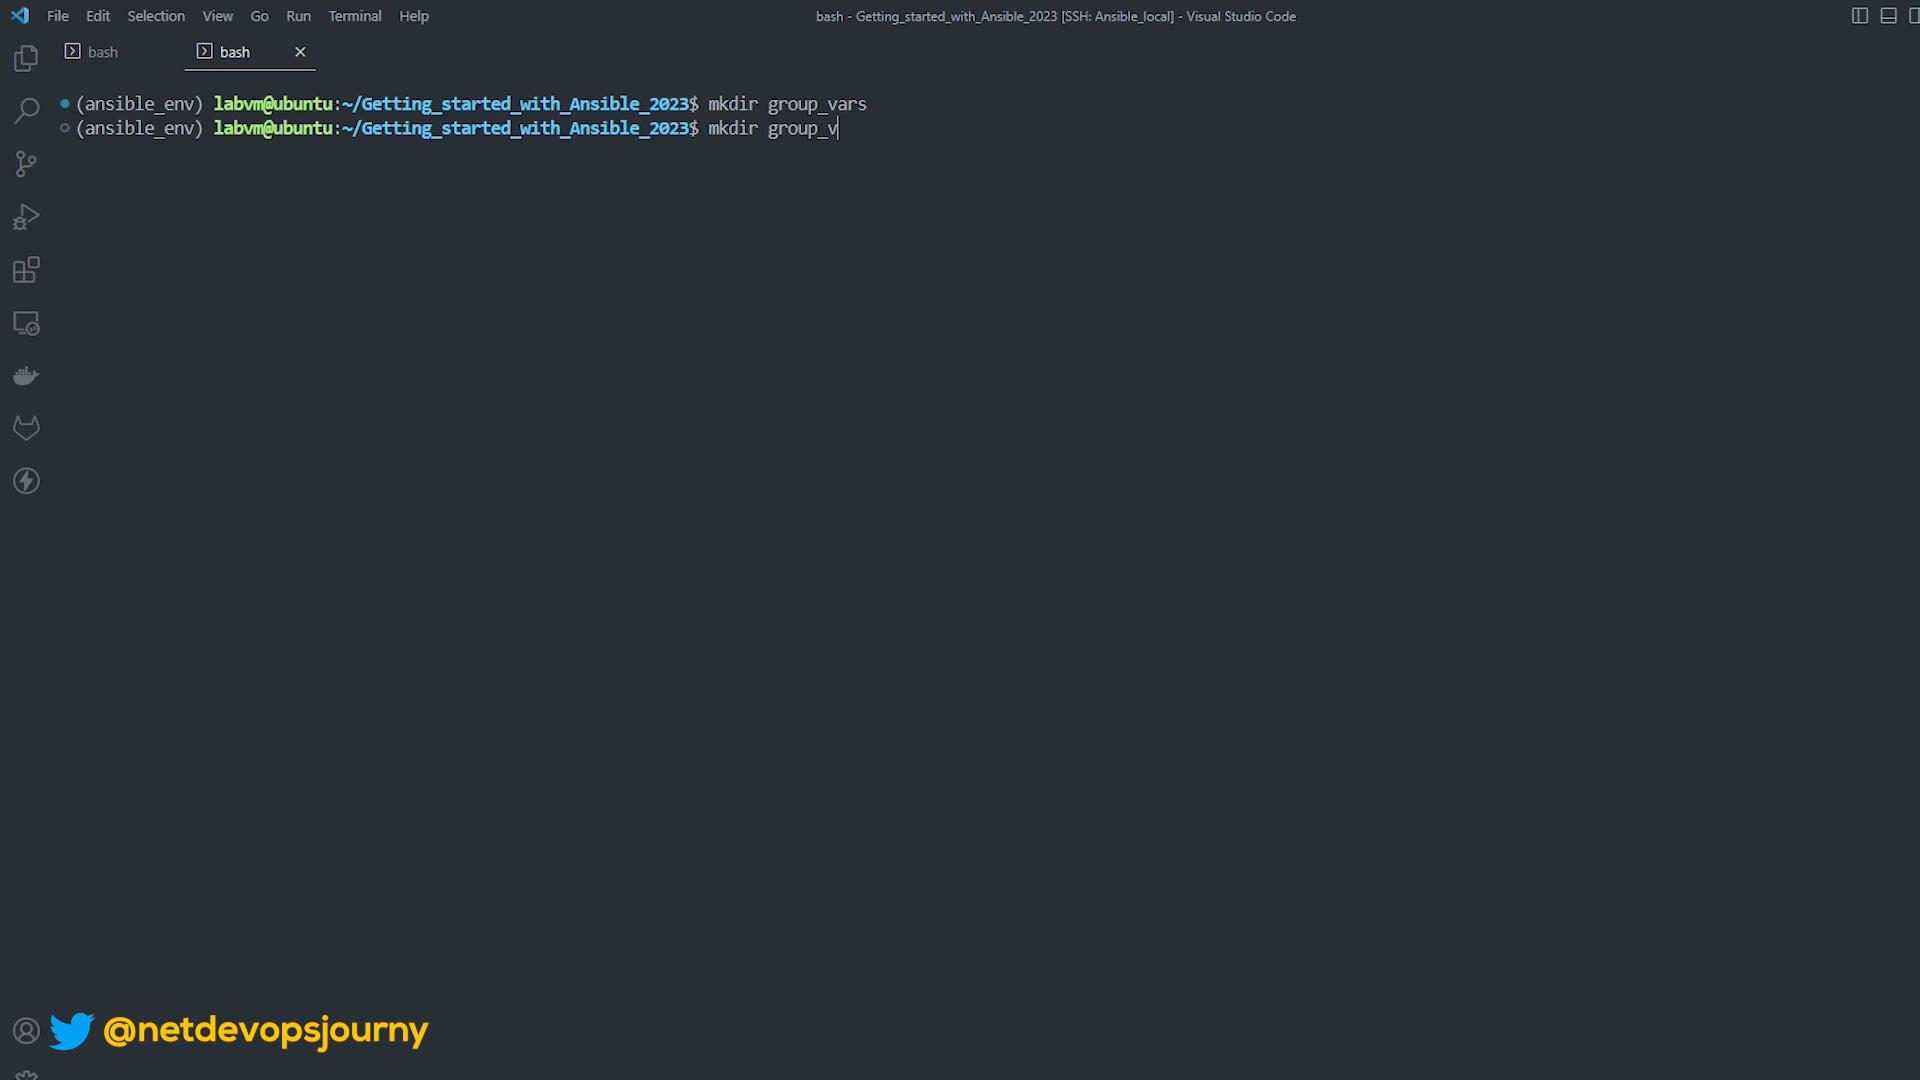 File Edit Selection View Go Run Terminal Help
bash - Getting_started_with_Ansible_2023 [SSH: Ansible_local] - Visual Studio Code
bash bash
(ansible_env) labvm@ubuntu:~/Getting_started_with_Ansible_2023$ mkdir group_vars
(ansible_env) labvm@ubuntu:~/Getting_started_with_Ansible_2023$ mkdir group_v
@netdevopsjourny